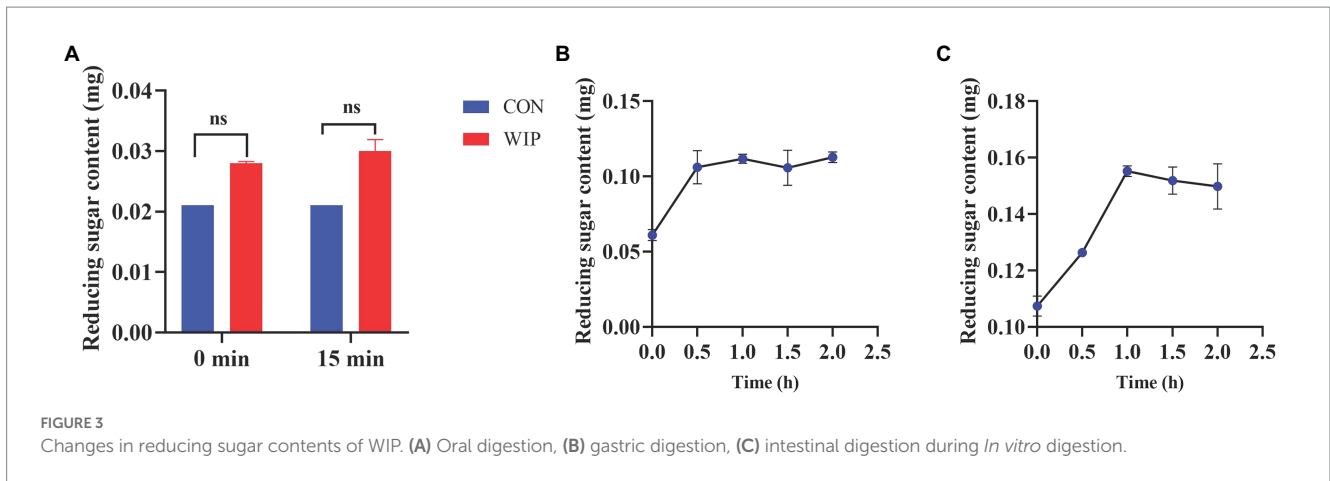 A
Reducing sugar content (mg)
0.04
0.03
0.02
0.01
0.00
ns
ns
0 min
15 min
CON
WIP
B
Reducing sugar content (mg)
0.15
0.10
0.05
0.00
0.0 0.5 1.0 1.5 2.0 2.5
Time (h)
C
Reducing sugar content (mg)
0.18
0.16
0.14
0.12
0.10
0.0 0.5 1.0 1.5 2.0 2.5
Time (h)
FIGURE 3
Changes in reducing sugar contents of WIP. (A) Oral digestion, (B) gastric digestion, (C) intestinal digestion during In vitro digestion.